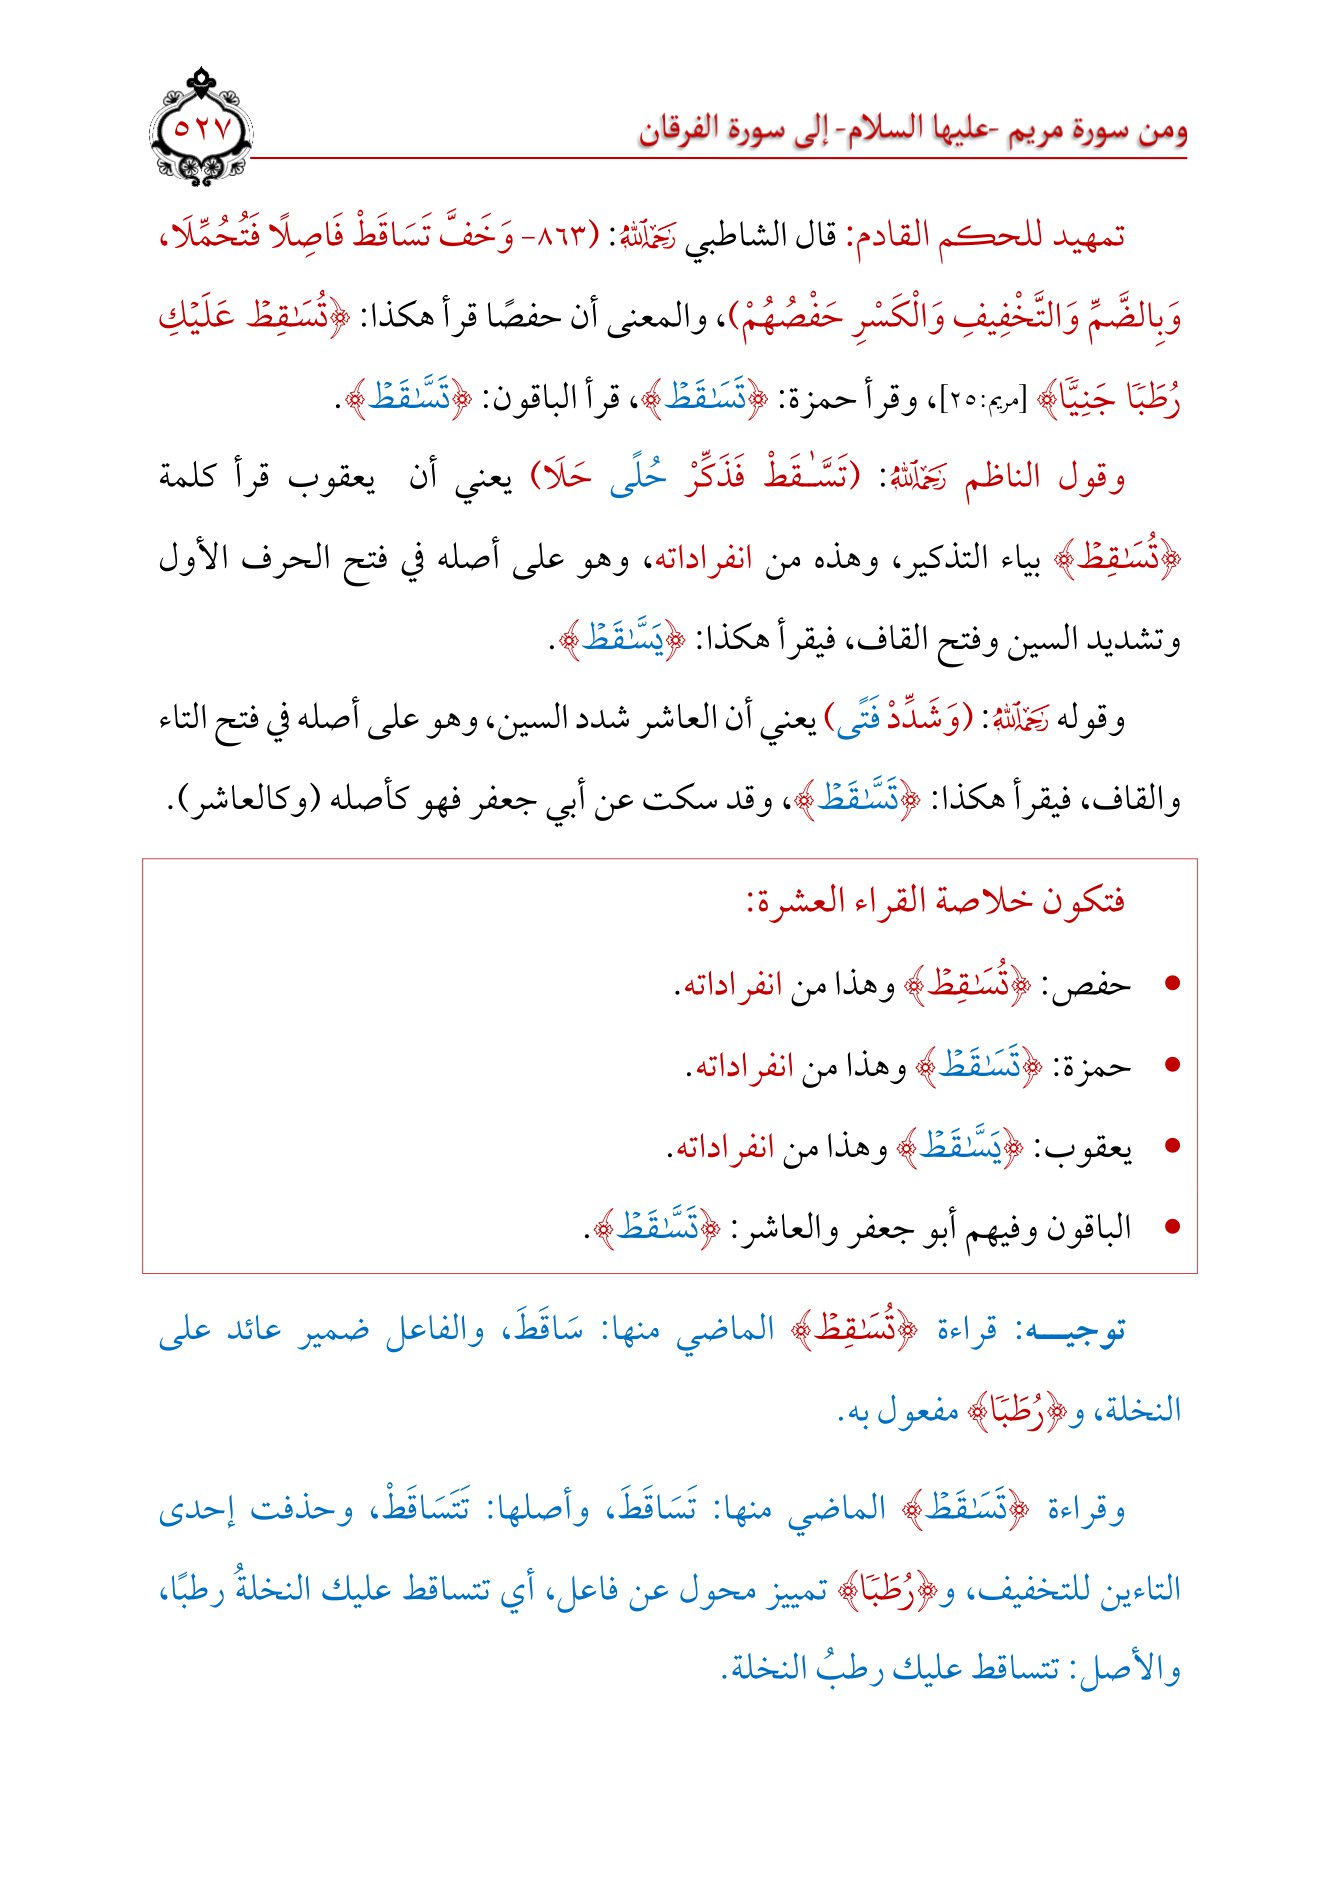 ومن سورة مريم -عليها السلام- إلى سورة الفرقان
٥٢٧
تمهيد للحكم القادم: قال الشاطبي رَحِمَهُ اللَّهُ: (٨٦٣- وَخَفَّ تَسَاقَطْ فَاصِلًا فَتُحُمِّلَا،
وَبِالضَّمِّ وَالتَّخْفِيفِ وَالْكَسْرِ حَفْصُهُمْ)، والمعنى أن حفصًا قرأ هكذا: ﴿تُسَٰقِطۡ عَلَيۡكِ
رُطَبٗا جَنِيّٗا﴾ [مريم:٢٥]، وقرأ حمزة: ﴿تَسَٰقَطۡ﴾، قرأ الباقون: ﴿تَسَّٰقَطۡ﴾.
وقول الناظم رَحِمَهُ اللَّهُ: (تَسَّـٰقَطْ فَذَكِّرْ حُلًى حَلَا) يعني أن يعقوب قرأ كلمة
﴿تُسَٰقِطۡ﴾ بياء التذكير، وهذه من انفراداته، وهو على أصله في فتح الحرف الأول
وتشديد السين وفتح القاف، فيقرأ هكذا: ﴿يَسَّٰقَطۡ﴾.
وقوله رَحِمَهُ اللَّهُ: (وَشَدِّدْ فَتًى) يعني أن العاشر شدد السين، وهو على أصله في فتح التاء
والقاف، فيقرأ هكذا: ﴿تَسَّٰقَطۡ﴾، وقد سكت عن أبي جعفر فهو كأصله (وكالعاشر).
فتكون خلاصة القراء العشرة:
• حفص: ﴿تُسَٰقِطۡ﴾ وهذا من انفراداته.
• حمزة: ﴿تَسَٰقَطۡ﴾ وهذا من انفراداته.
• يعقوب: ﴿يَسَّٰقَطۡ﴾ وهذا من انفراداته.
• الباقون وفيهم أبو جعفر والعاشر: ﴿تَسَّٰقَطۡ﴾.
توجيـــه: قراءة ﴿تُسَٰقِطۡ﴾ الماضي منها: سَاقَطَ، والفاعل ضمير عائد على
النخلة، و﴿رُطَبٗا﴾ مفعول به.
وقراءة ﴿تَسَٰقَطۡ﴾ الماضي منها: تَسَاقَطَ، وأصلها: تَتَسَاقَطْ، وحذفت إحدى
التاءين للتخفيف، و﴿رُطَبٗا﴾ تمييز محول عن فاعل، أي تتساقط عليك النخلةُ رطبًا،
والأصل: تتساقط عليك رطبُ النخلة.